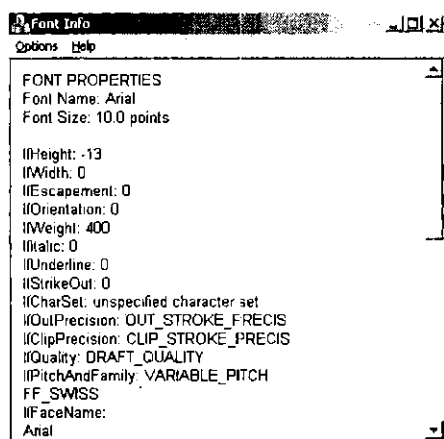 Font Info
Options Help
FONT PROPERTIES
Font Name: Arial
Font Size: 10.0 points
lfHeight: -13
lfWidth: 0
lfEscapement: 0
lfOrientation: 0
lfWeight: 400
lfItalic: 0
lfUnderline: 0
lfStrikeOut: 0
lfCharSet: unspecified character set
lfOutPrecision: OUT_STROKE_PRECIS
lfClipPrecision: CLIP_STROKE_PRECIS
lfQuality: DRAFT_QUALITY
lfPitchAndFamily: VARIABLE_PITCH
FF_SWISS
lfFaceName:
Arial